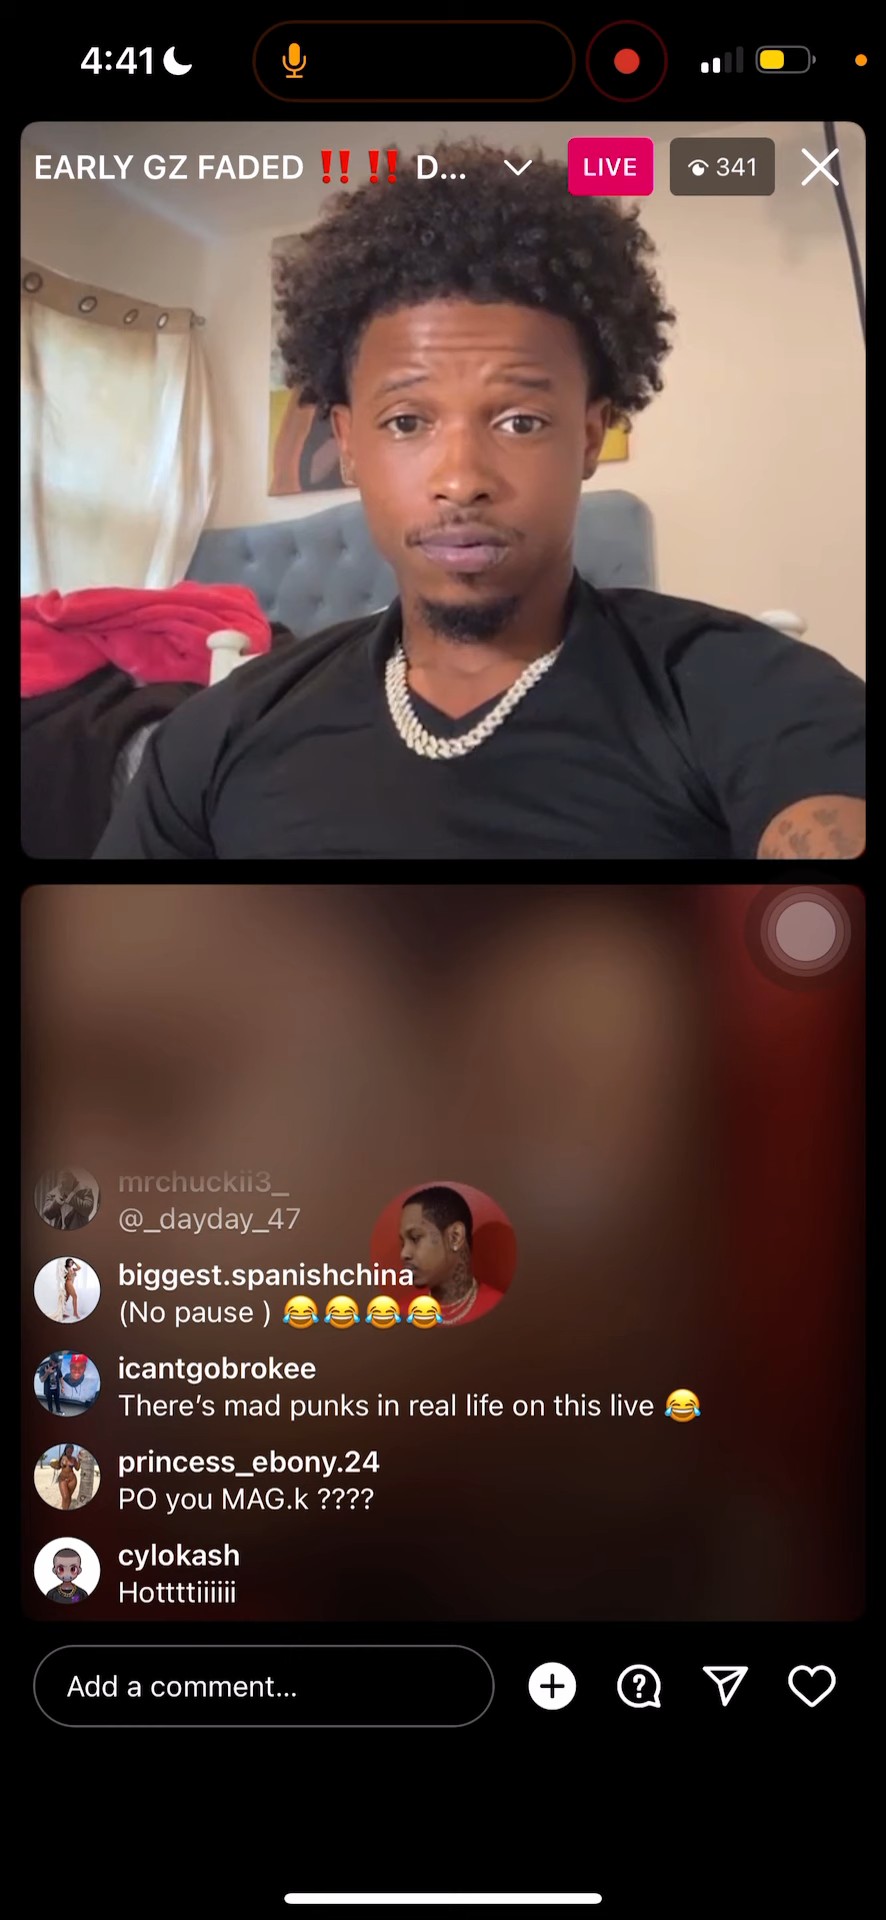 4:41
EARLY GZ FADED ‼️ ‼️ D...
LIVE
341
mrchuckii3_
@_dayday_47
biggest.spanishchina
(No pause ) 😂😂😂😂
icantgobrokee
There’s mad punks in real life on this live 😂
princess_ebony.24
PO you MAG.k ????
cylokash
Hottttiiiiii
Add a comment...